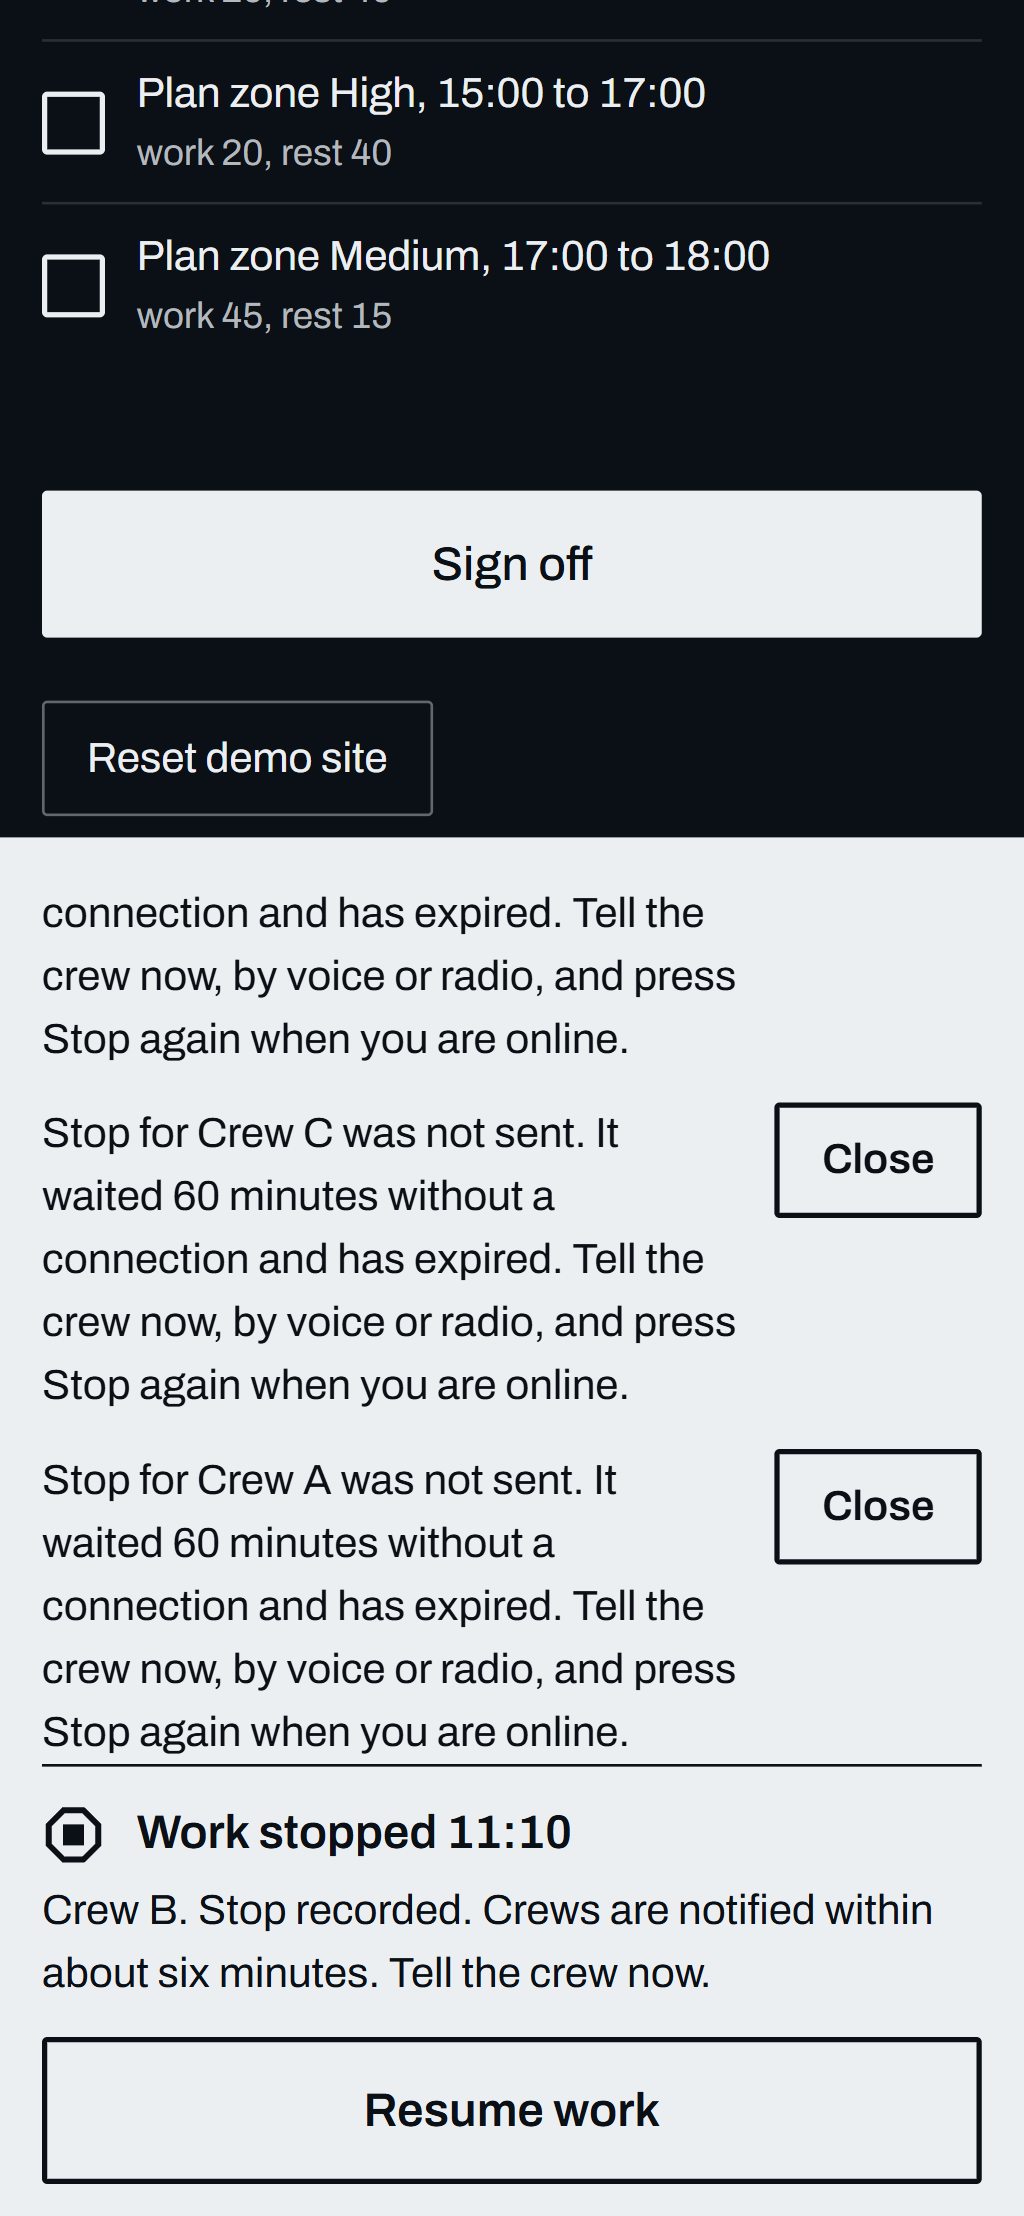 Plan zone High, 15:00 to 17:00
work 20, rest 40
Plan zone Medium, 17:00 to 18:00
work 45, rest 15
Sign off
Reset demo site
connection and has expired. Tell the
crew now, by voice or radio, and press
Stop again when you are online.
Stop for Crew C was not sent. It
Close
waited 60 minutes without a
connection and has expired. Tell the
crew now, by voice or radio, and press
Stop again when you are online.
Stop for Crew A was not sent. It
Close
waited 60 minutes without a
connection and has expired. Tell the
crew now, by voice or radio, and press
Stop again when you are online.
Work stopped 11:10
Crew B. Stop recorded. Crews are notified within
about six minutes. Tell the crew now.
Resume work